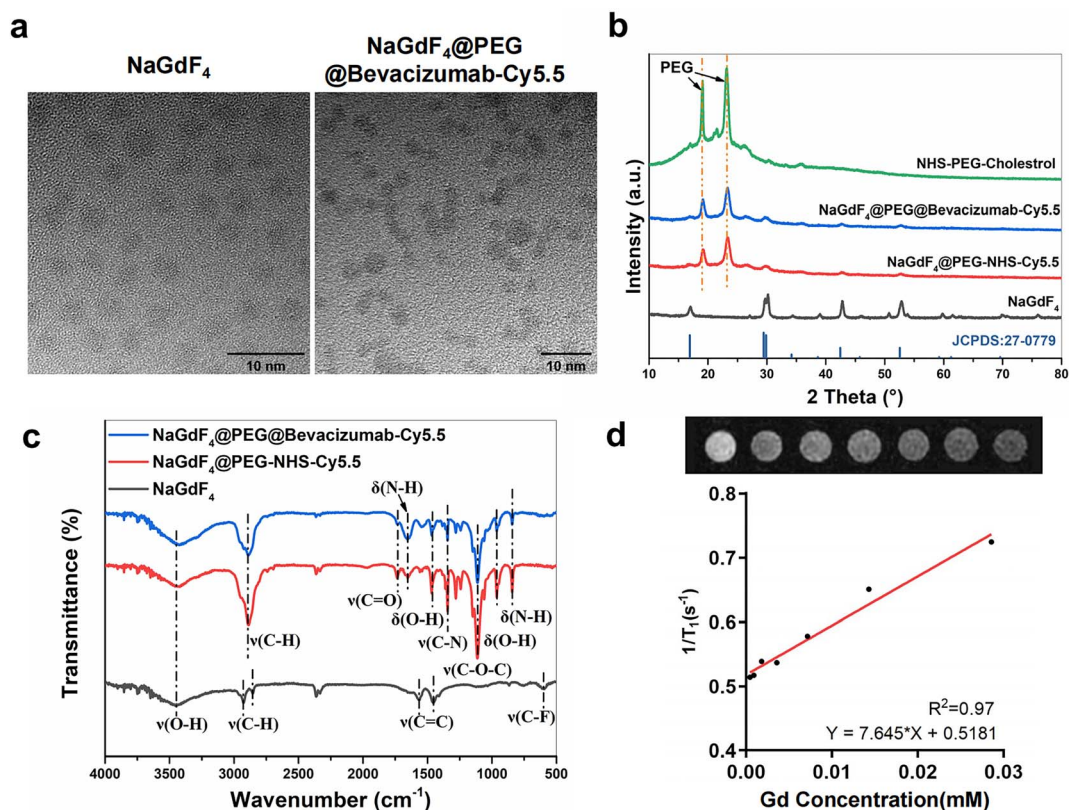 a
NaGdF₄
NaGdF₄@PEG
@Bevacizumab-Cy5.5
10 nm
10 nm
b
PEG
NHS-PEG-Cholestrol
NaGdF₄@PEG@Bevacizumab-Cy5.5
NaGdF₄@PEG-NHS-Cy5.5
NaGdF₄
JCPDS:27-0779
Intensity (a.u.)
10 20 30 40 50 60 70 80
2 Theta (°)
c
NaGdF₄@PEG@Bevacizumab-Cy5.5
NaGdF₄@PEG-NHS-Cy5.5
NaGdF₄
δ(N-H)
ν(C=O)
δ(O-H)
δ(N-H)
ν(C-H)
ν(C-N)
δ(O-H)
ν(C-O-C)
ν(O-H)
ν(C-H)
ν(C=C)
ν(C-F)
Transmittance (%)
4000 3500 3000 2500 2000 1500 1000 500
Wavenumber (cm⁻¹)
d
0.8
0.7
0.6
0.5
0.4
1/T₁(s⁻¹)
R²=0.97
Y = 7.645*X + 0.5181
0.00 0.01 0.02 0.03
Gd Concentration(mM)